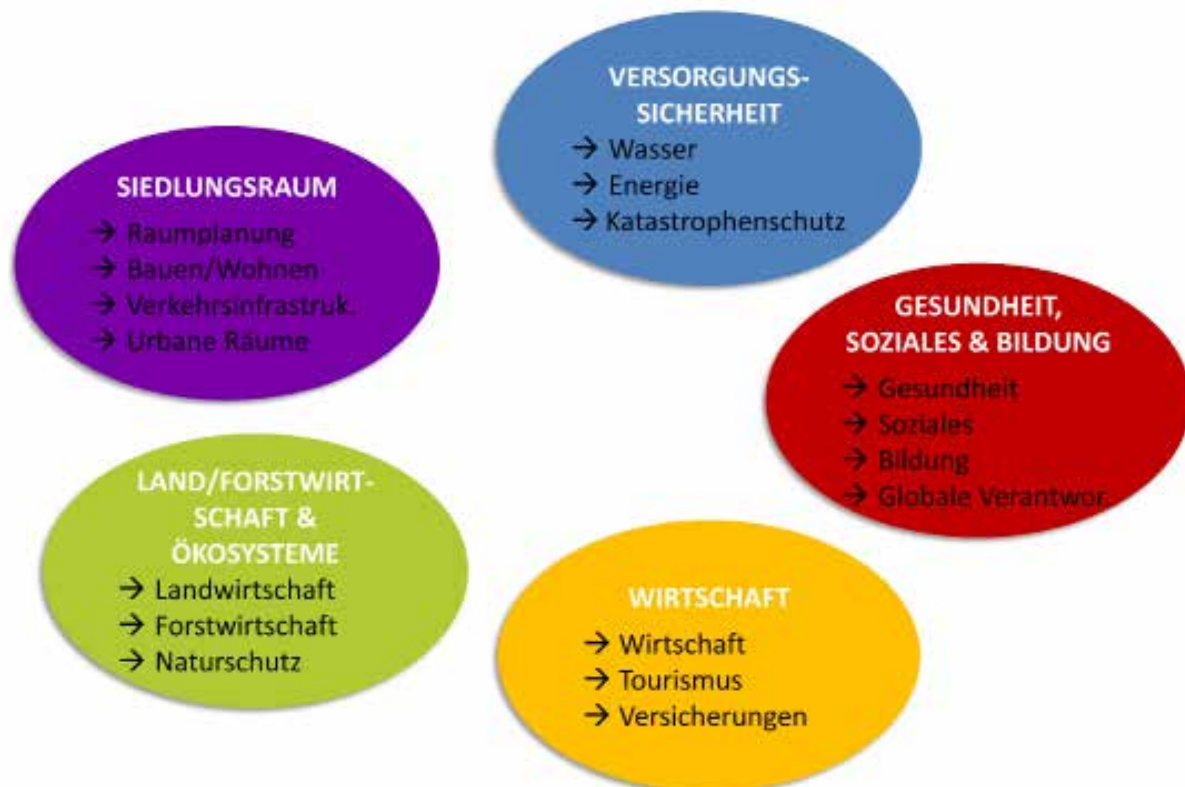 VERSORGUNGS-
SICHERHEIT
→ Wasser
→ Energie
→ Katastrophenschutz
SIEDLUNGSRAUM
→ Raumplanung
→ Bauen/Wohnen
→ Verkehrsinfrastruk.
→ Urbane Räume
GESUNDHEIT,
SOZIALES & BILDUNG
→ Gesundheit
→ Soziales
→ Bildung
→ Globale Verantwor.
LAND/FORSTWIRT-
SCHAFT &
ÖKOSYSTEME
→ Landwirtschaft
→ Forstwirtschaft
→ Naturschutz
WIRTSCHAFT
→ Wirtschaft
→ Tourismus
→ Versicherungen